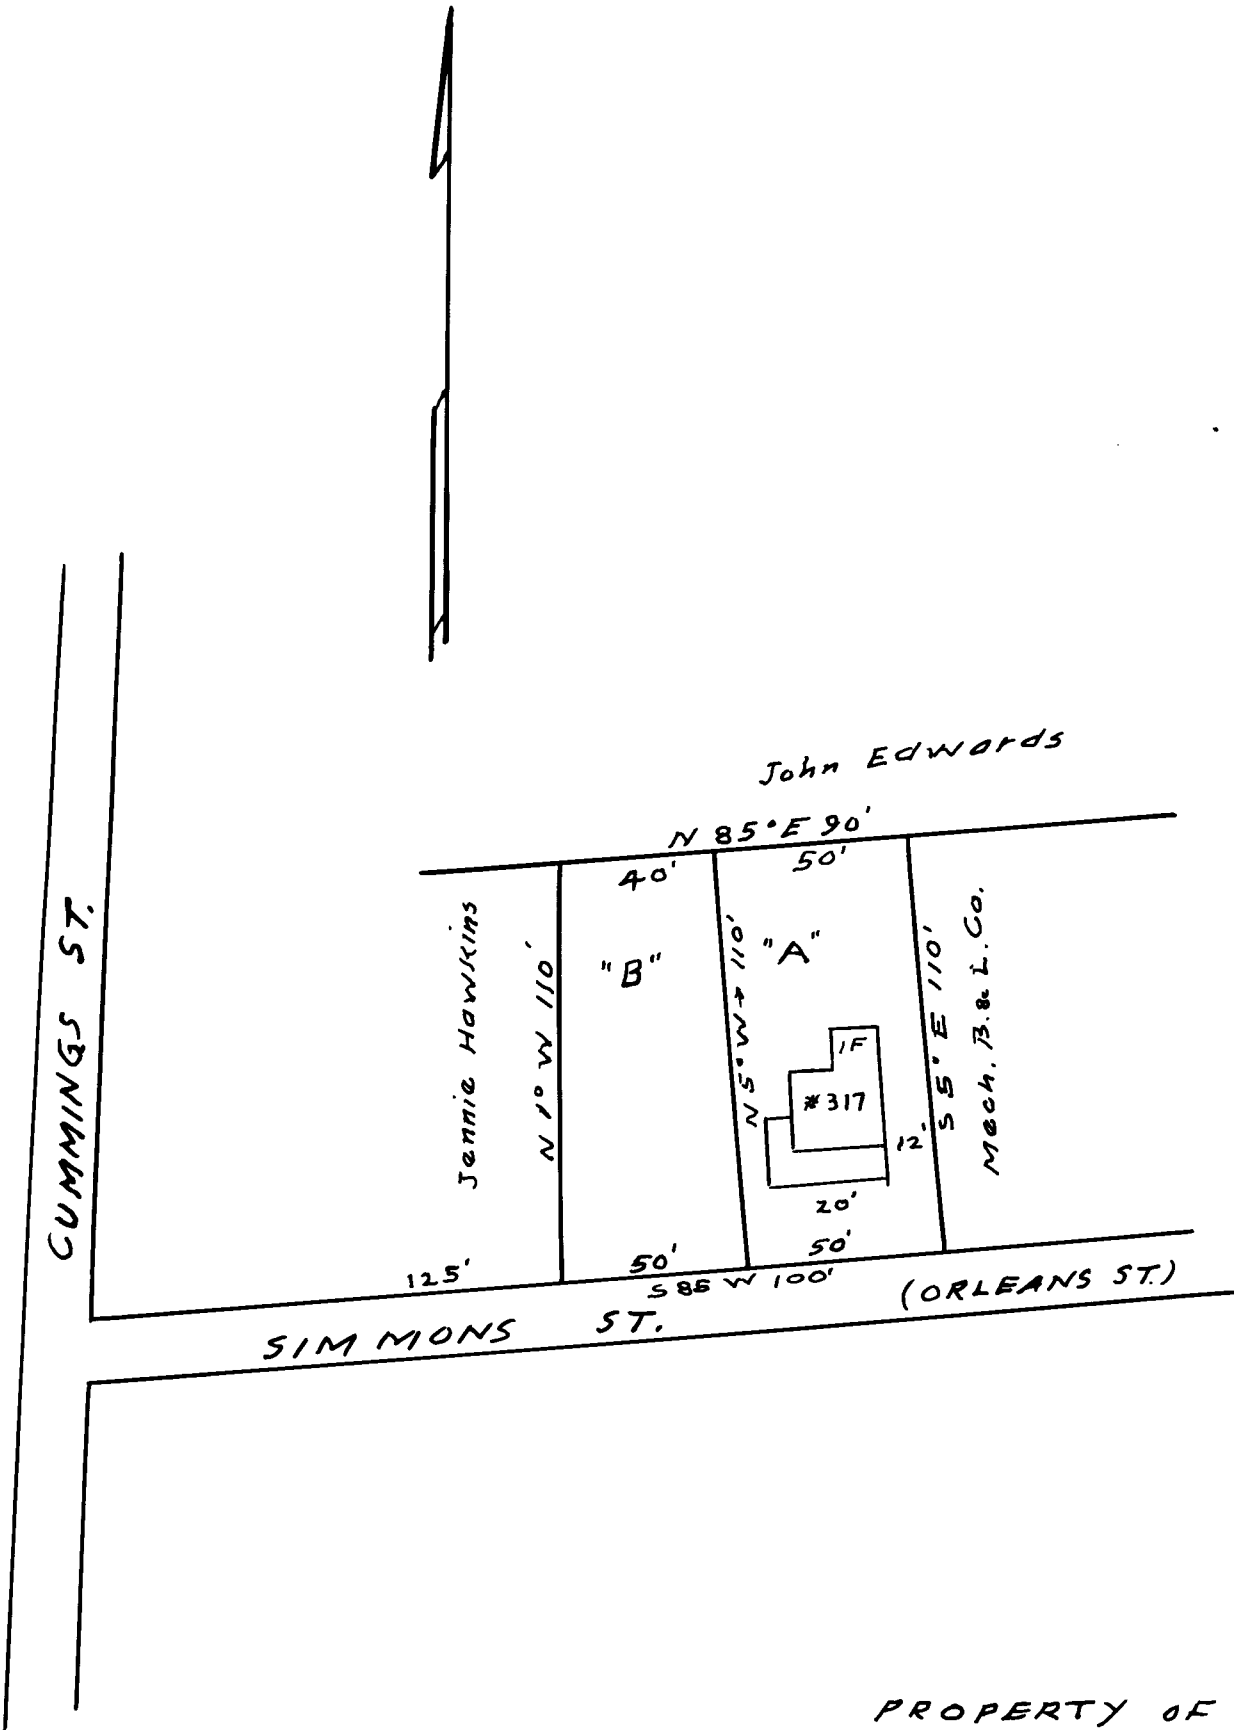 John Edwards
N 85° E 90'
40'
50'
CUMMINGS ST.
Jennie Hawkins
N 1° W 110'
"B"
N 5° W → 110'
"A"
S 5° E 110'
Mech. B. & L. Co.
1F
#317
12'
20'
125'
50'
50'
S 85 W 100'
(ORLEANS ST.)
SIMMONS ST.
PROPERTY OF